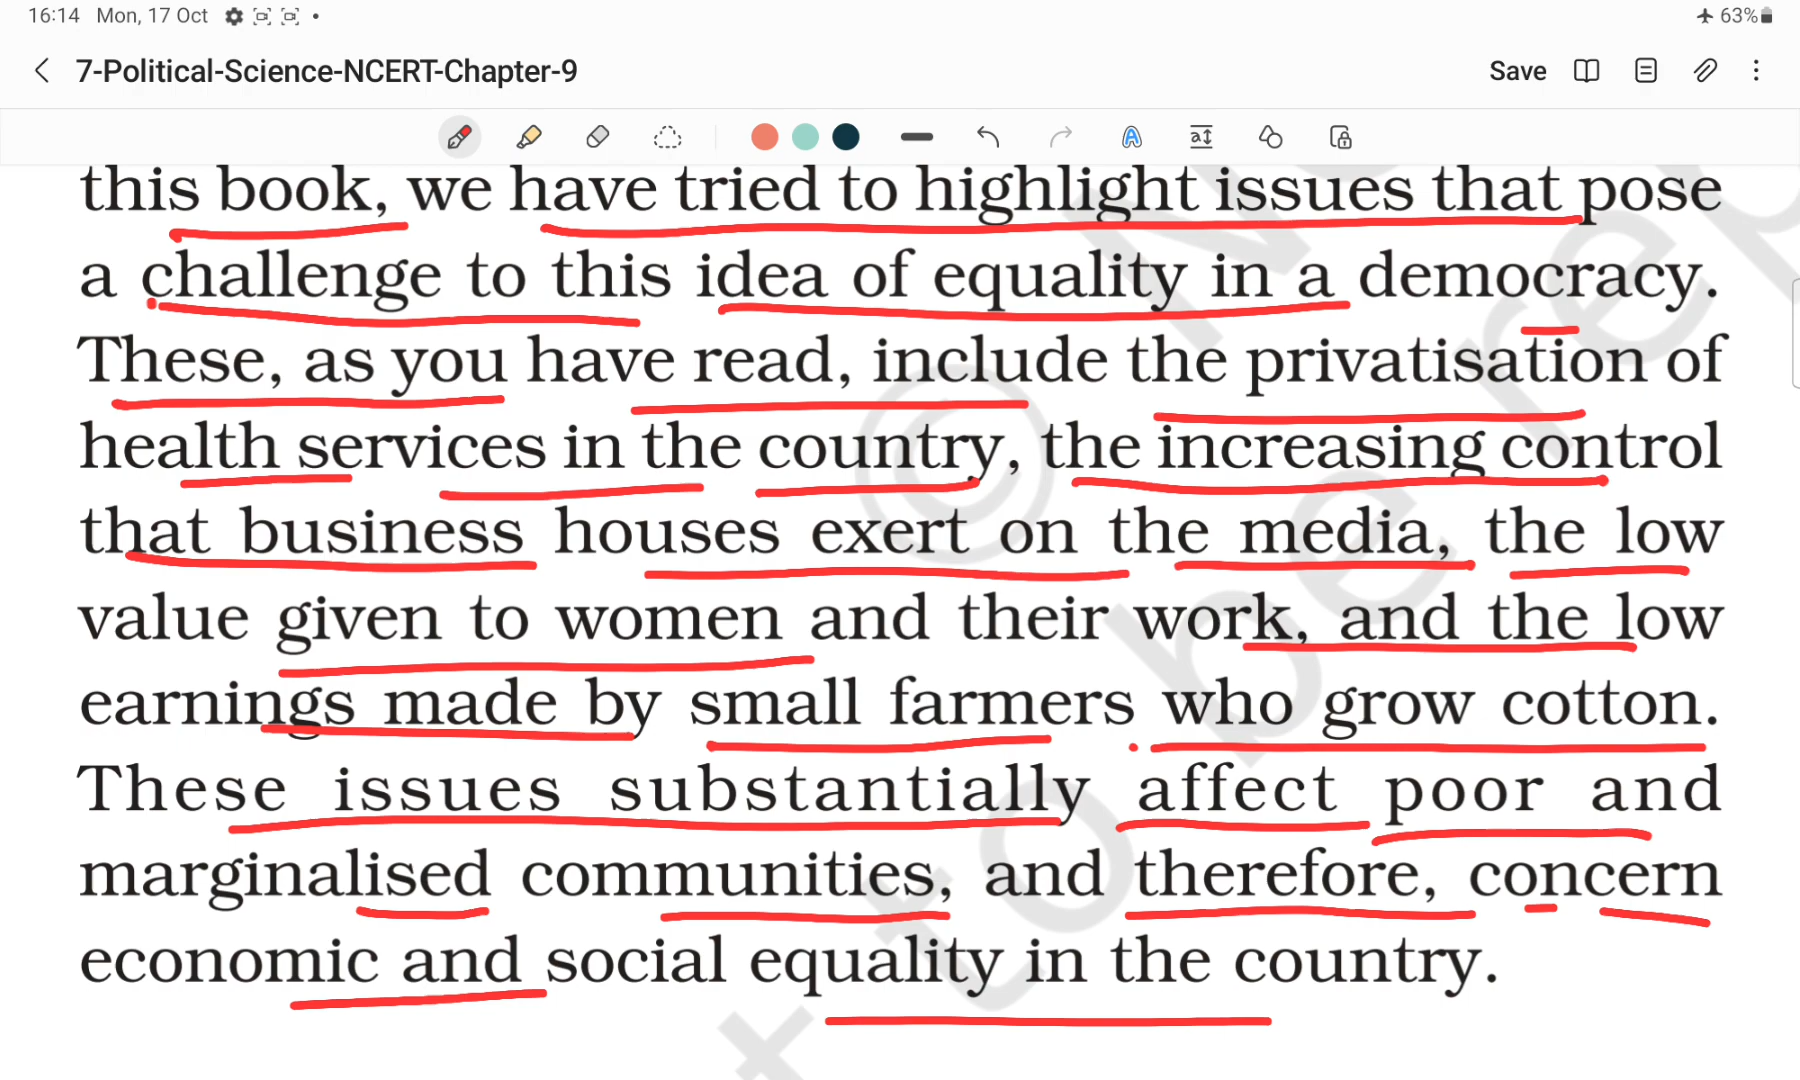 16:14 Mon, 17 Oct
63%
7-Political-Science-NCERT-Chapter-9
Save
this book, we have tried to highlight issues that pose
a challenge to this idea of equality in a democracy.
These, as you have read, include the privatisation of
health services in the country, the increasing control
that business houses exert on the media, the low
value given to women and their work, and the low
earnings made by small farmers who grow cotton.
These issues substantially affect poor and
marginalised communities, and therefore, concern
economic and social equality in the country.
©
to be rep